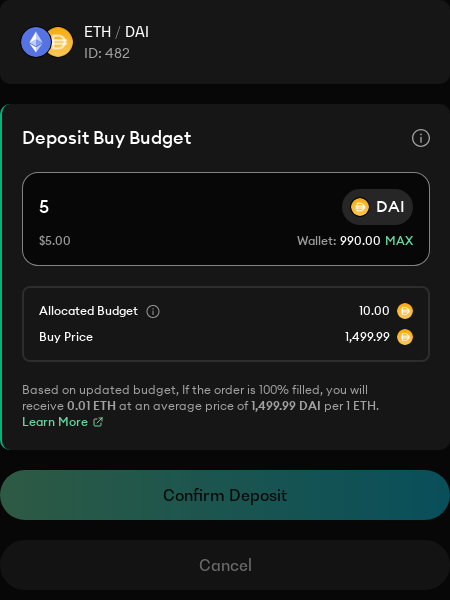 ETH / DAI
ID: 482
Deposit Buy Budget
5
DAI
$5.00
Wallet: 990.00 MAX
Allocated Budget
10.00
Buy Price
1,499.99
Based on updated budget, If the order is 100% filled, you will
receive 0.01 ETH at an average price of 1,499.99 DAI per 1 ETH.
Learn More
Confirm Deposit
Cancel